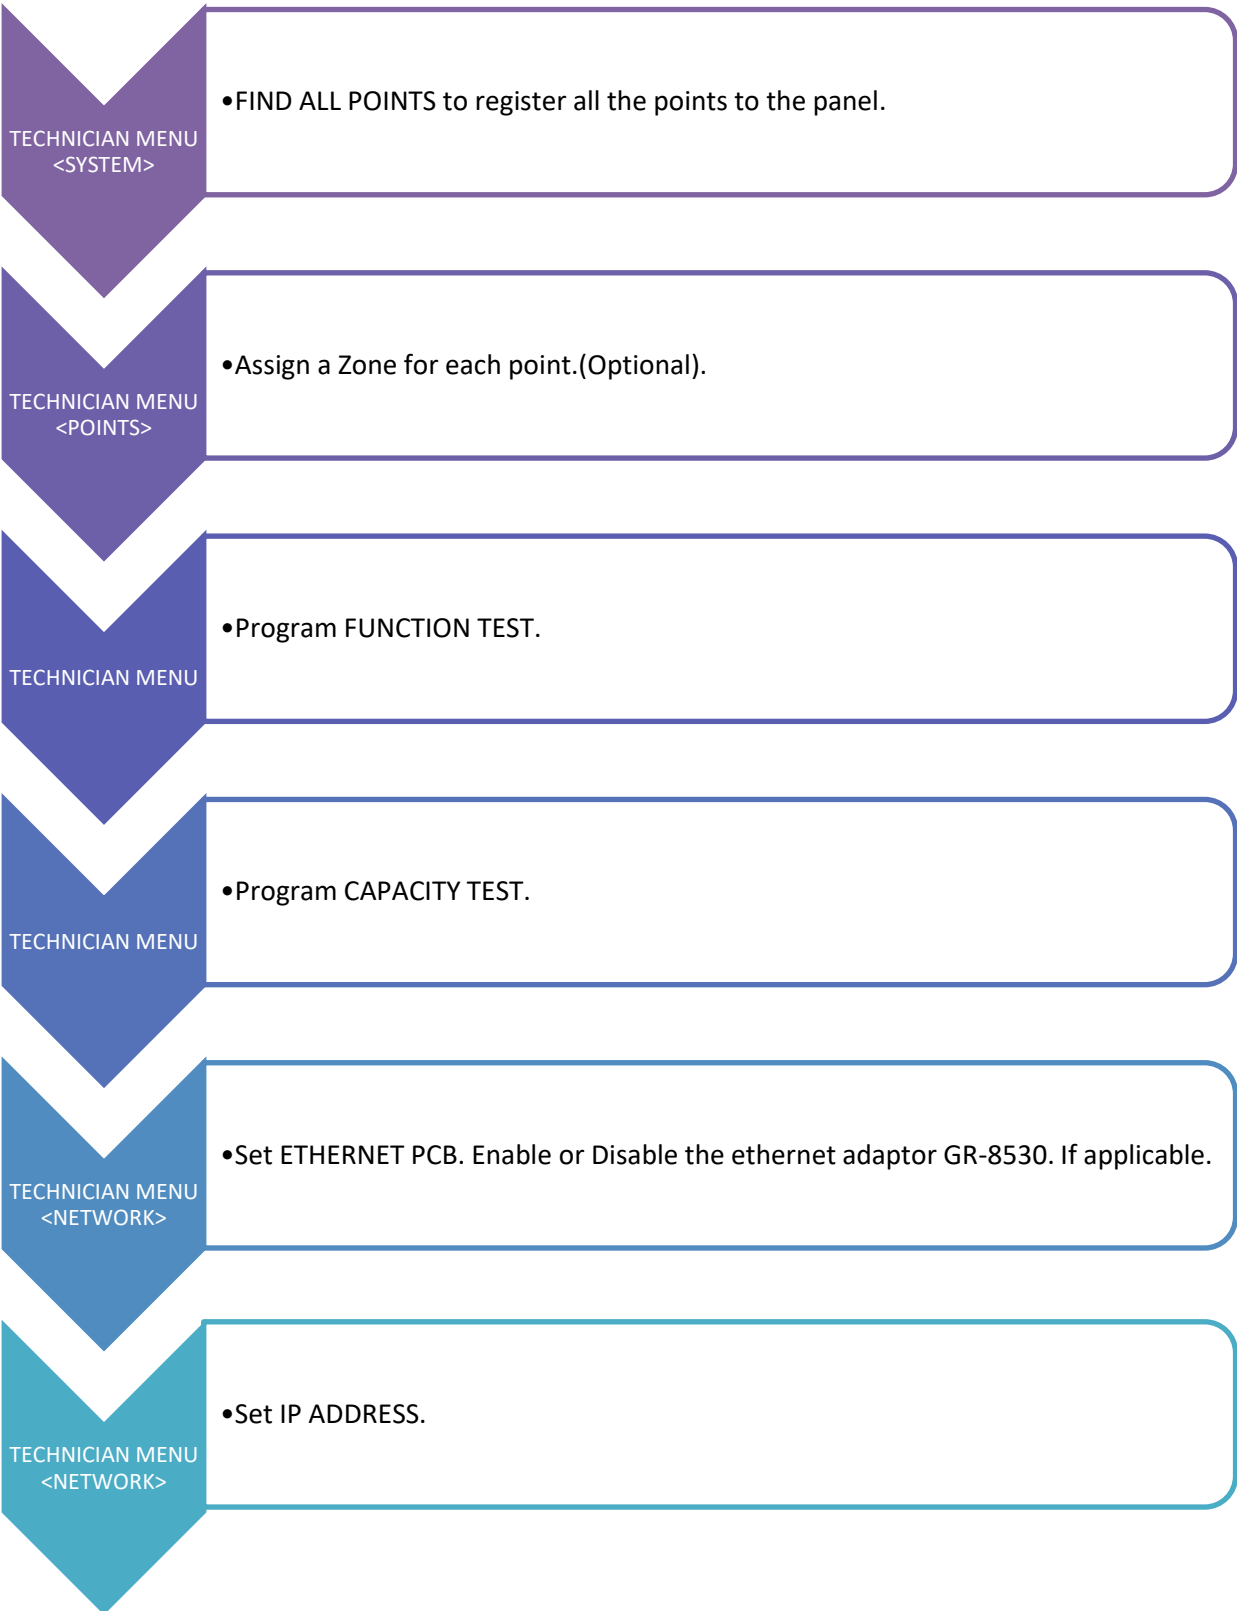 •FIND ALL POINTS to register all the points to the panel.
TECHNICIAN MENU
<SYSTEM>
•Assign a Zone for each point.(Optional).
TECHNICIAN MENU
<POINTS>
•Program FUNCTION TEST.
TECHNICIAN MENU
•Program CAPACITY TEST.
TECHNICIAN MENU
•Set ETHERNET PCB. Enable or Disable the ethernet adaptor GR-8530. If applicable.
TECHNICIAN MENU
<NETWORK>
•Set IP ADDRESS.
TECHNICIAN MENU
<NETWORK>